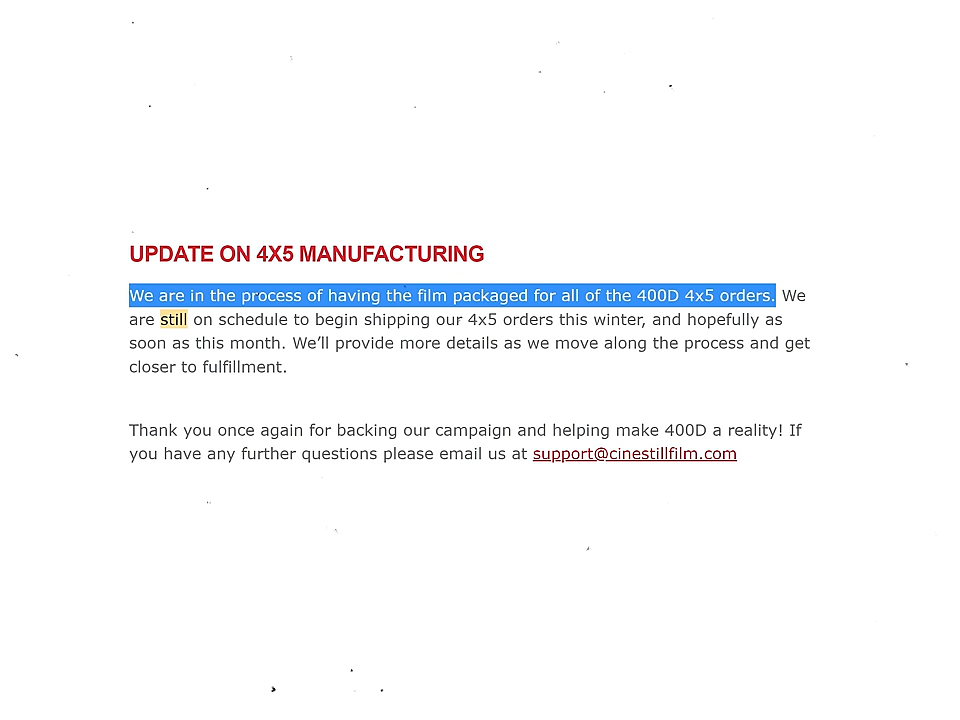 UPDATE ON 4X5 MANUFACTURING
We are in the process of having the film packaged for all of the 400D 4x5 orders. We
are still on schedule to begin shipping our 4x5 orders this winter, and hopefully as
soon as this month. We’ll provide more details as we move along the process and get
closer to fulfillment.
Thank you once again for backing our campaign and helping make 400D a reality! If
you have any further questions please email us at support@cinestillfilm.com